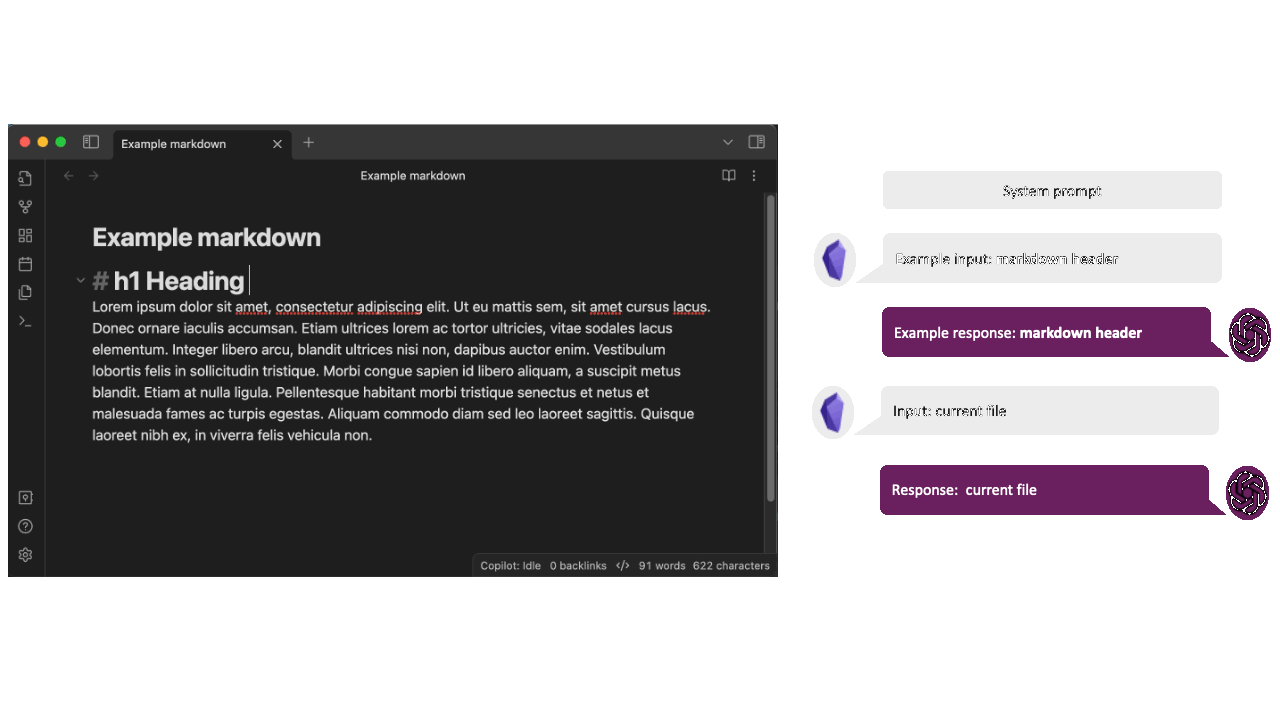 Example markdown
Example markdown
Example markdown
# h1 Heading
Lorem ipsum dolor sit amet, consectetur adipiscing elit. Ut eu mattis sem, sit amet cursus lacus.
Donec ornare iaculis accumsan. Etiam ultrices lorem ac tortor ultricies, vitae sodales lacus
elementum. Integer libero arcu, blandit ultrices nisi non, dapibus auctor enim. Vestibulum
lobortis felis in sollicitudin tristique. Morbi congue sapien id libero aliquam, a suscipit metus
blandit. Etiam at nulla ligula. Pellentesque habitant morbi tristique senectus et netus et
malesuada fames ac turpis egestas. Aliquam commodo diam sed leo laoreet sagittis. Quisque
laoreet nibh ex, in viverra felis vehicula non.
Copilot: Idle 0 backlinks </> 91 words 622 characters
System prompt
Example input: markdown header
Example response: markdown header
Input: current file
Response: current file